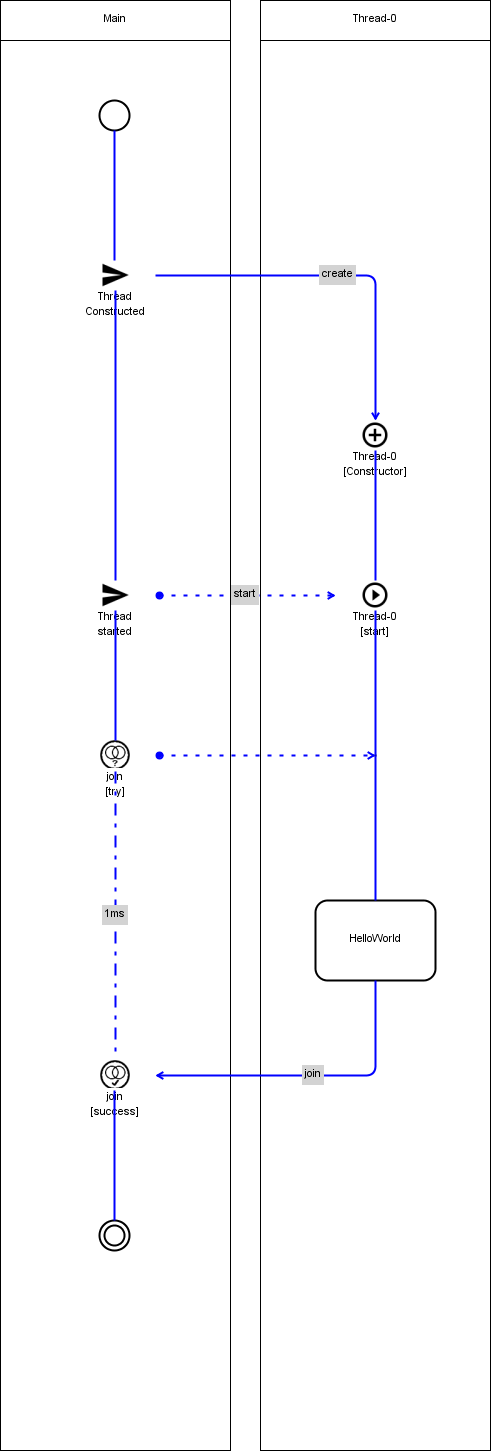 Main
Thread-0
create
Thread
Constructed
Thread-0
[Constructor]
start
Thread
started
Thread-0
[start]
?
join
[try]
1ms
HelloWorld
join
join
[success]